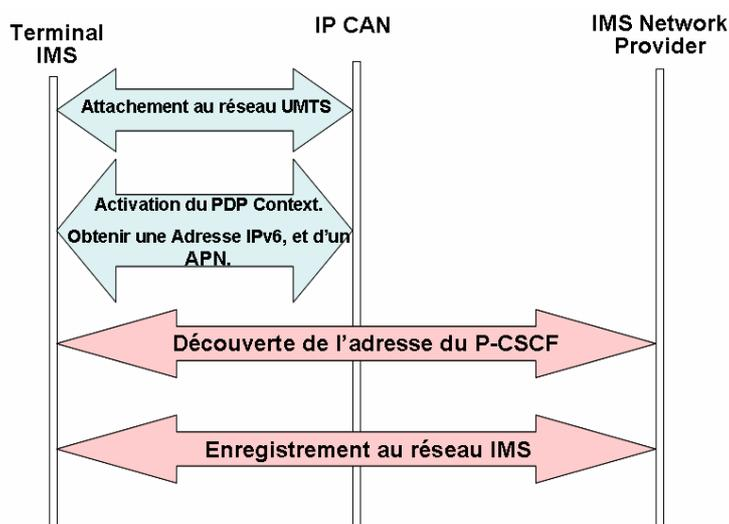 Terminal
IMS
IP CAN
IMS Network
Provider
Attachement au réseau UMTS
Activation du PDP Context.
Obtenir une Adresse IPv6, et d'un
APN.
Découverte de l'adresse du P-CSCF
Enregistrement au réseau IMS